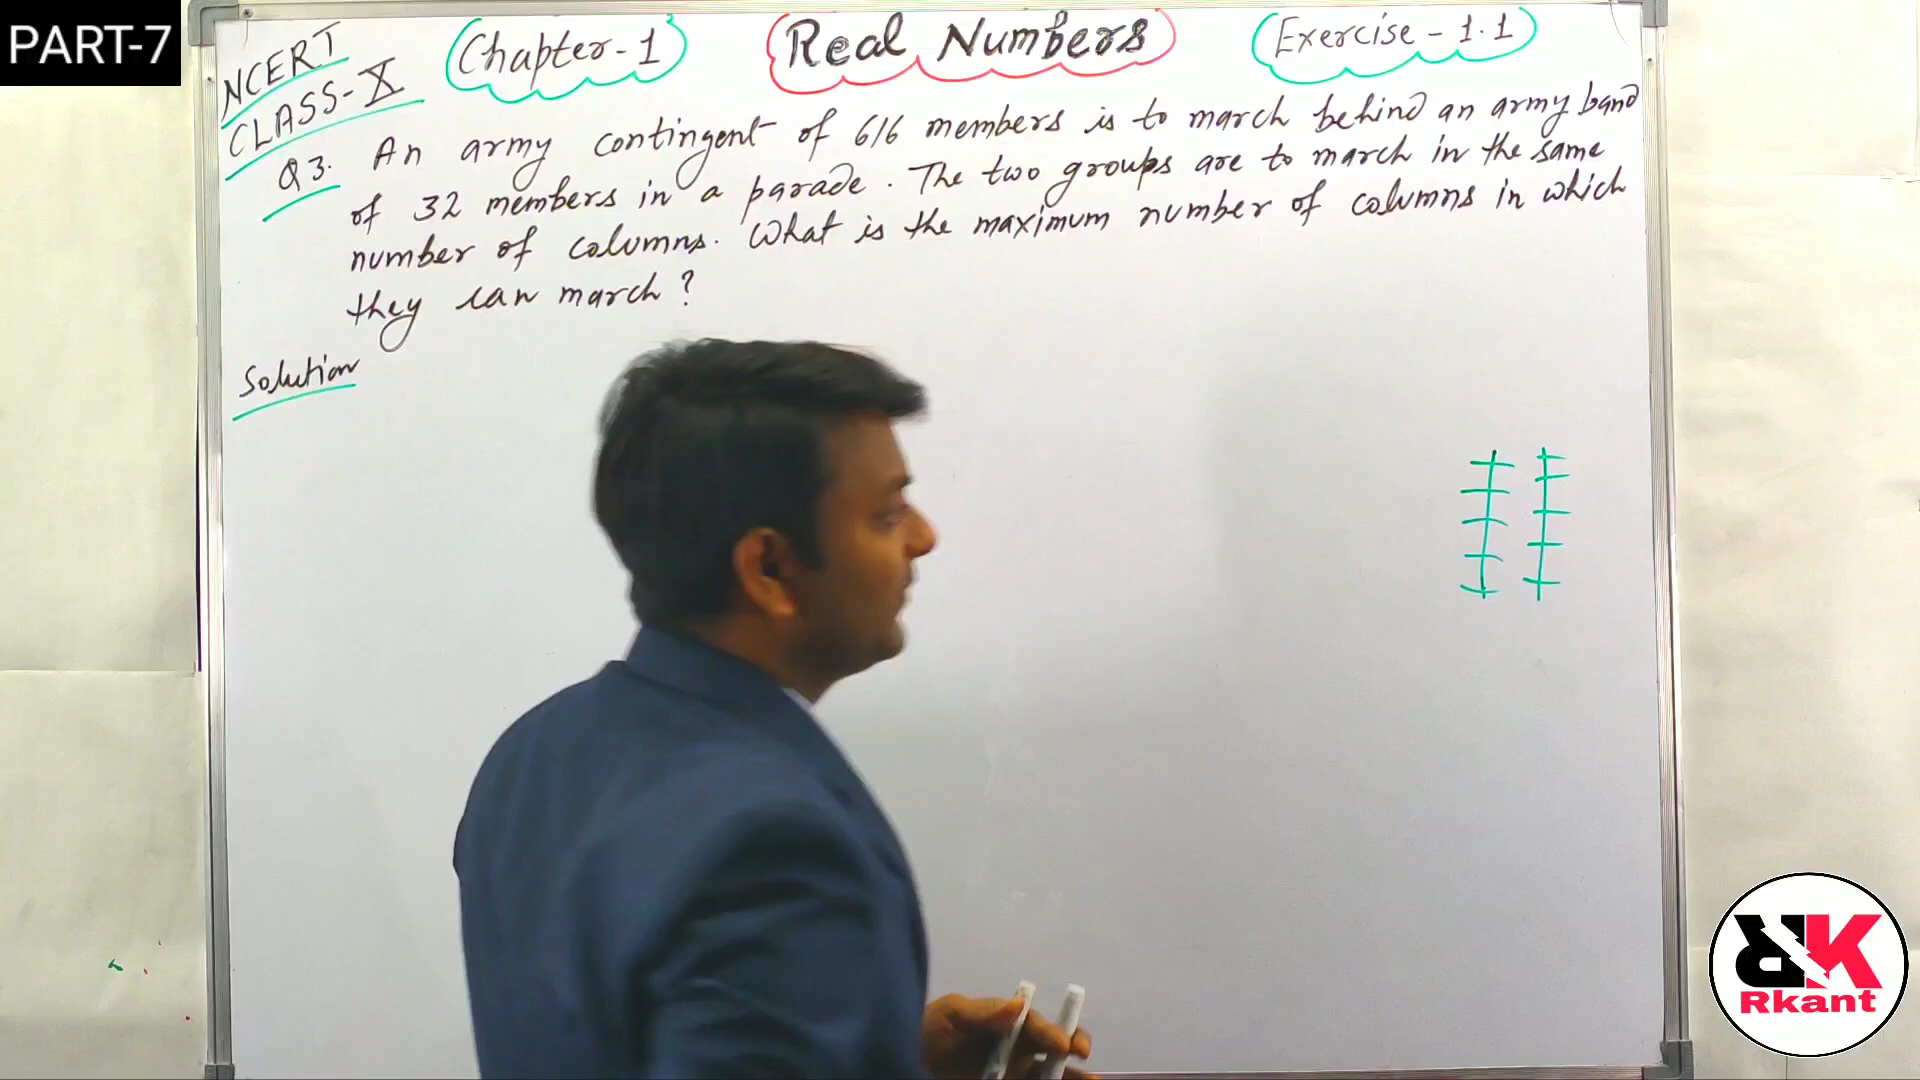 PART-7
NCERT
CLASS-X
Chapter-1
Real Numbers
Exercise - 1.1
Q3. An army contingent of 616 members is to march behind an army band
of 32 members in a parade. The two groups are to march in the same
number of columns. What is the maximum number of columns in which
they can march?
Solution
RK
Rkant